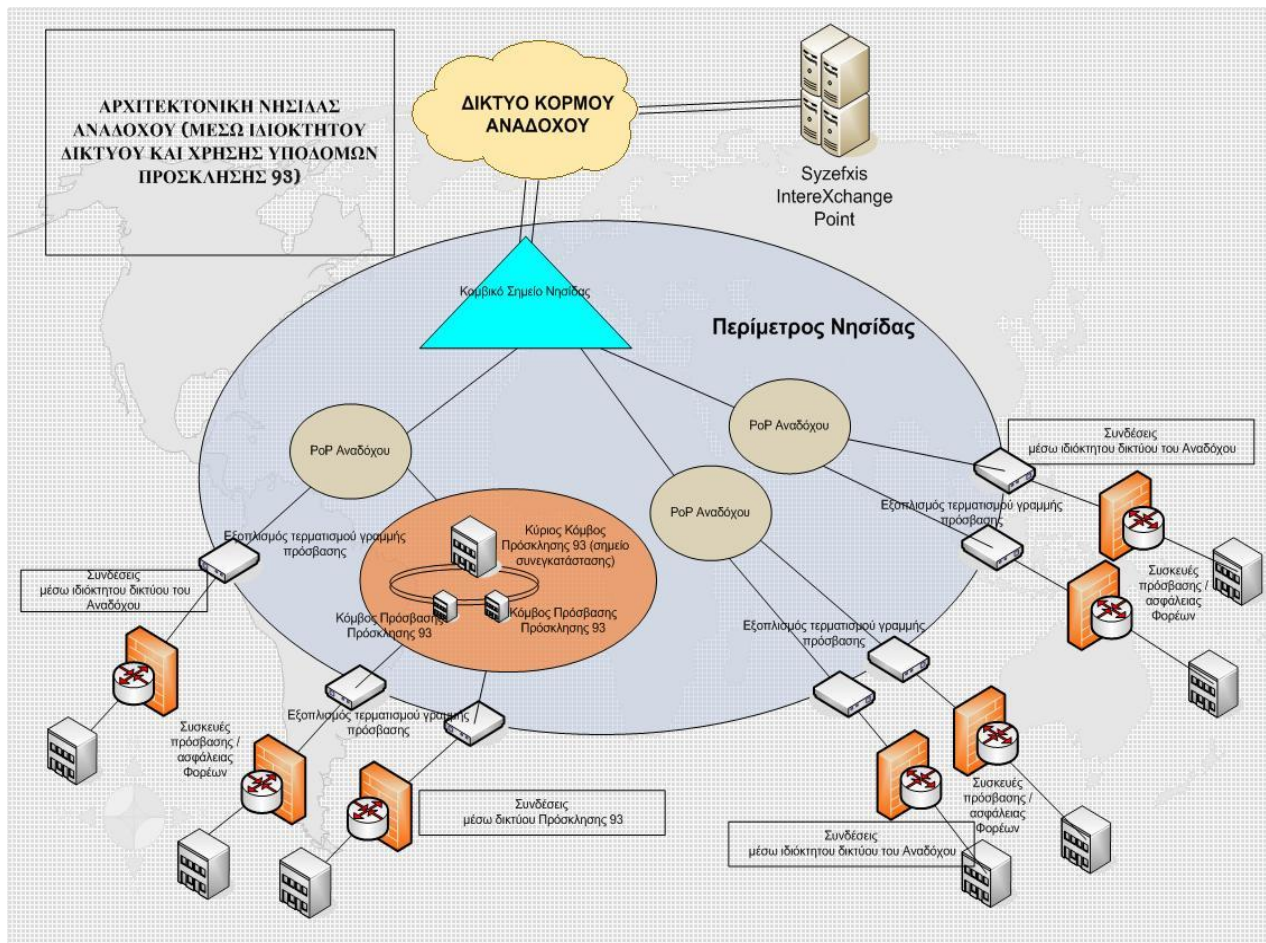 ΑΡΧΙΤΕΚΤΟΝΙΚΗ ΝΗΣΙΔΑΣ
ΑΝΑΔΟΧΟΥ (ΜΕΣΩ ΙΔΙΟΚΤΗΤΟΥ
ΔΙΚΤΥΟΥ ΚΑΙ ΧΡΗΣΗΣ ΥΠΟΔΟΜΩΝ
ΠΡΟΣΚΛΗΣΗΣ 93)
ΔΙΚΤΥΟ ΚΟΡΜΟΥ
ΑΝΑΔΟΧΟΥ
Syzefxis
IntereXchange
Point
Κομβικό Σημείο Νησίδας
Περίμετρος Νησίδας
PoP Αναδόχου
PoP Αναδόχου
PoP Αναδόχου
Συνδέσεις
μέσω ιδιόκτητου δικτύου του Αναδόχου
Εξοπλισμός τερματισμού γραμμής
πρόσβασης
Συσκευές
πρόσβασης /
ασφάλειας
Φορέων
Εξοπλισμός τερματισμού γραμμής
πρόσβασης
Κύριος Κόμβος
Πρόσκλησης 93 (σημείο
συνεγκατάστασης)
Κόμβος Πρόσβασης
Πρόσκλησης 93
Κόμβος Πρόσβασης
Πρόσκλησης 93
Συνδέσεις
μέσω ιδιόκτητου δικτύου του
Αναδόχου
Εξοπλισμός τερματισμού γραμμής
πρόσβασης
Εξοπλισμός τερματισμού γραμμής
πρόσβασης
Συσκευές
πρόσβασης /
ασφάλειας
Φορέων
Συνδέσεις
μέσω δικτύου Πρόσκλησης 93
Συσκευές
πρόσβασης /
ασφάλειας
Φορέων
Συνδέσεις
μέσω ιδιόκτητου δικτύου του Αναδόχου